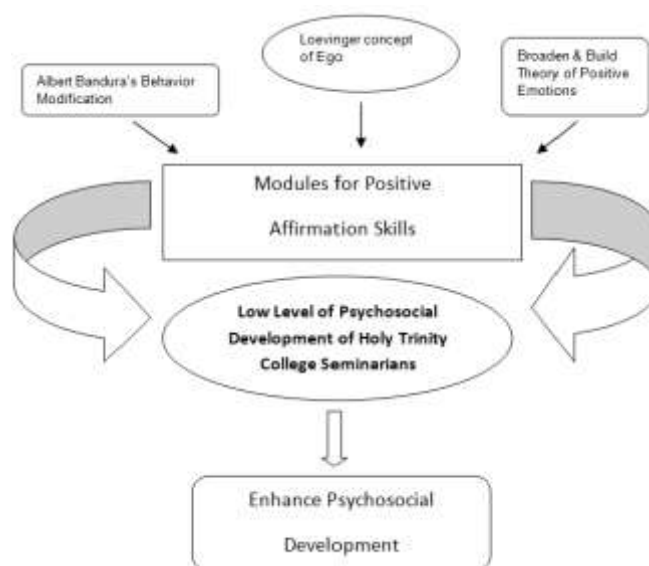 Loevinger concept
of Ego
Albert Bandura's Behavior
Modification
Broaden & Build
Theory of Positive
Emotions
Modules for Positive
Affirmation Skills
Low Level of Psychosocial
Development of Holy Trinity
College Seminarians
Enhance Psychosocial
Development